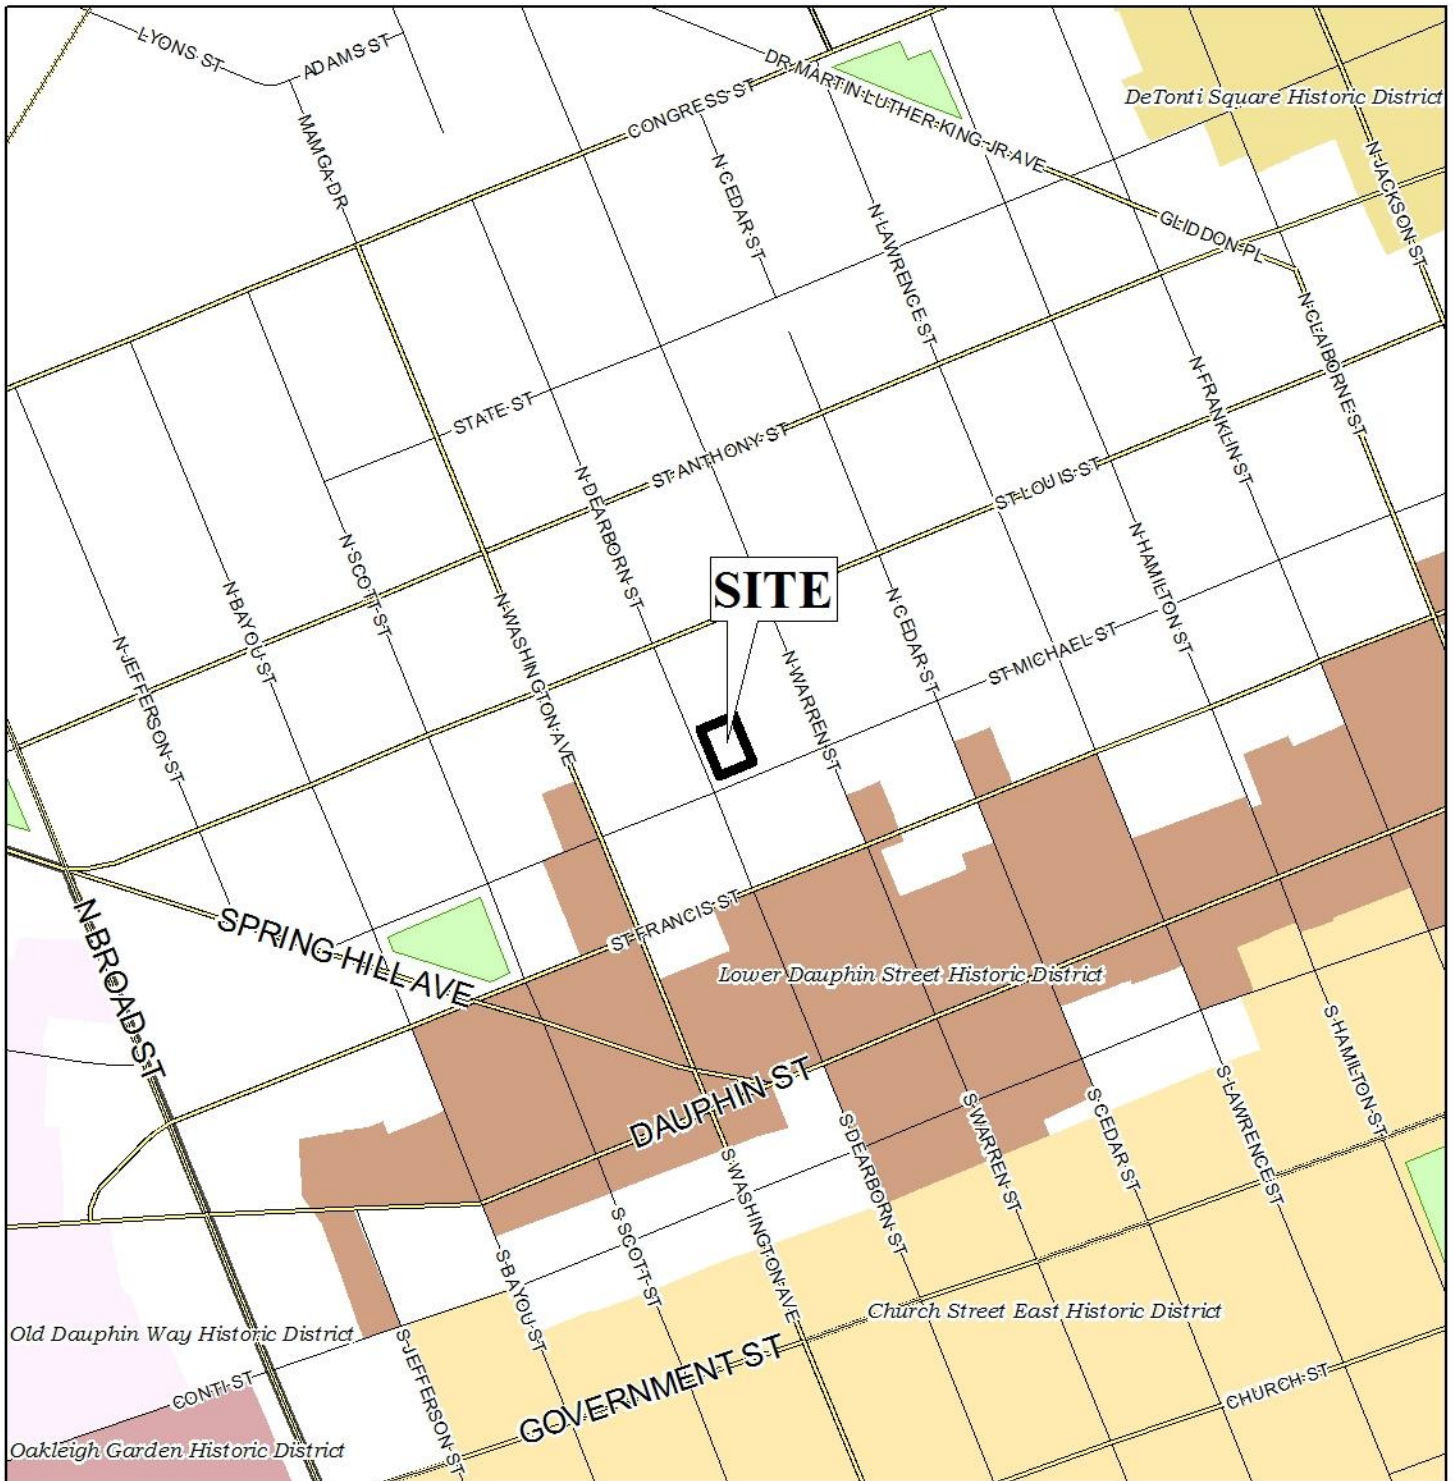 LYONS ST
ADAMS ST
MAMGA DR
CONGRESS ST
DR MARTIN LUTHER KING JR AVE
DeTonti Square Historic District
N JACKSON ST
N CEDAR ST
N LAWRENCE ST
GLIDDON PL
N CLAIBORNE ST
STATE ST
ST ANTHONY ST
N FRANKLIN ST
ST LOUIS ST
N DEARBORN ST
N SCOTT ST
N BAYOU ST
N JEFFERSON ST
N WASHINGTON AVE
SITE
N HAMILTON ST
N CEDAR ST
N WARREN ST
ST MICHAEL ST
SPRING HILL AVE
N BROAD ST
ST FRANCIS ST
Lower Dauphin Street Historic District
DAUPHIN ST
S HAMILTON ST
S LAWRENCE ST
S CEDAR ST
S WARREN ST
S DEARBORN ST
S WASHINGTON AVE
S SCOTT ST
S BAYOU ST
S JEFFERSON ST
Church Street East Historic District
Old Dauphin Way Historic District
CONTI ST
GOVERNMENT ST
CHURCH ST
Oakleigh Garden Historic District